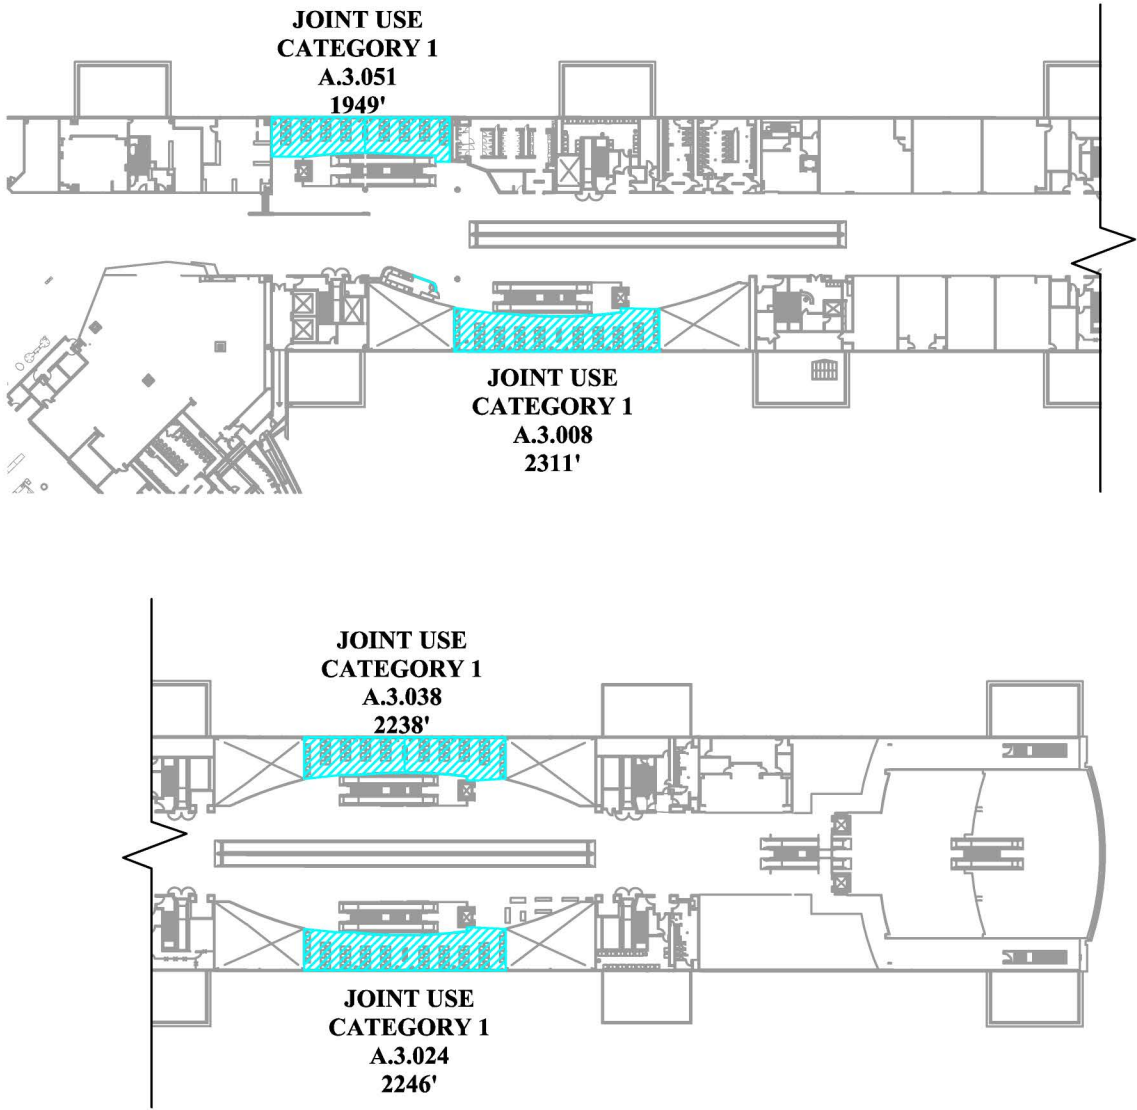 JOINT USE
CATEGORY 1
A.3.051
1949'
JOINT USE
CATEGORY 1
A.3.008
2311'
JOINT USE
CATEGORY 1
A.3.038
2238'
JOINT USE
CATEGORY 1
A.3.024
2246'